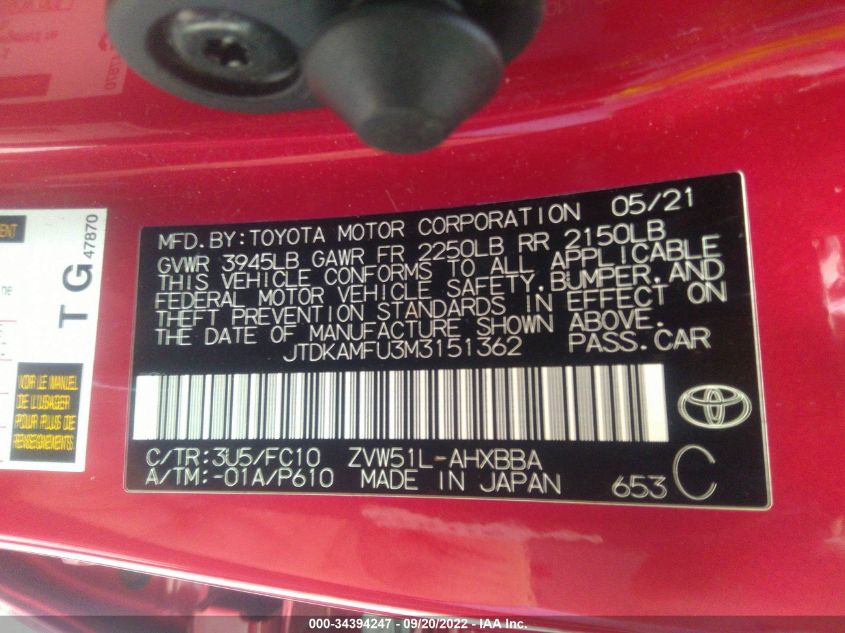 MFD.BY:TOYOTA MOTOR CORPORATION 05/21
GVWR 3945LB GAWR FR 2250LB RR 2150LB
THIS VEHICLE CONFORMS TO ALL APPLICABLE
FEDERAL MOTOR VEHICLE SAFETY,BUMPER,AND
THEFT PREVENTION STANDARDS IN EFFECT ON
THE DATE OF MANUFACTURE SHOWN ABOVE.
JTDKAMFU3M3151362 PASS.CAR
C/TR:3U5/FC10 ZVW51L-AHXBBA
A/TM:-01A/P610 MADE IN JAPAN 653 C
TG 47870
VOIR LE MANUEL
DE L'USAGER
POUR PLUS DE
RENSEIGNEMENTS
000-34394247 - 09/20/2022 - IAAI Inc.